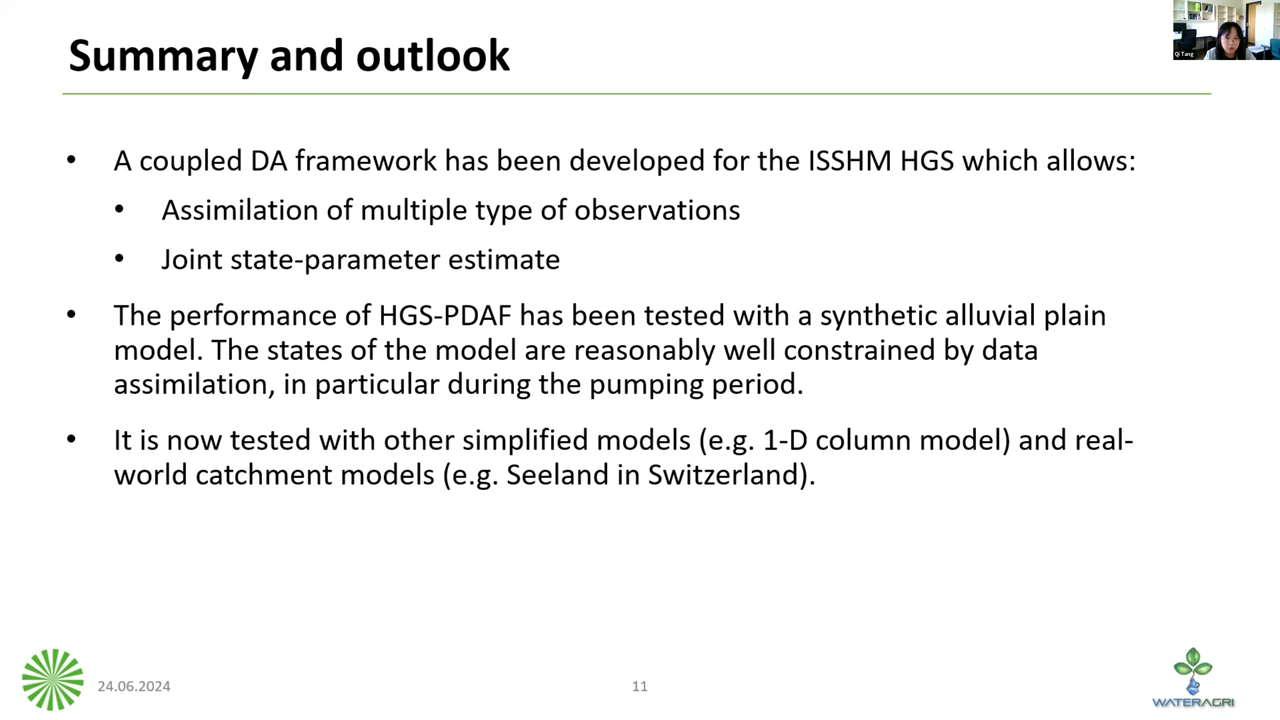 Summary and outlook
Qi Tang
• A coupled DA framework has been developed for the ISSHM HGS which allows:
• Assimilation of multiple type of observations
• Joint state-parameter estimate
• The performance of HGS-PDAF has been tested with a synthetic alluvial plain
model. The states of the model are reasonably well constrained by data
assimilation, in particular during the pumping period.
• It is now tested with other simplified models (e.g. 1-D column model) and real-
world catchment models (e.g. Seeland in Switzerland).
24.06.2024
11
WATERAGRI